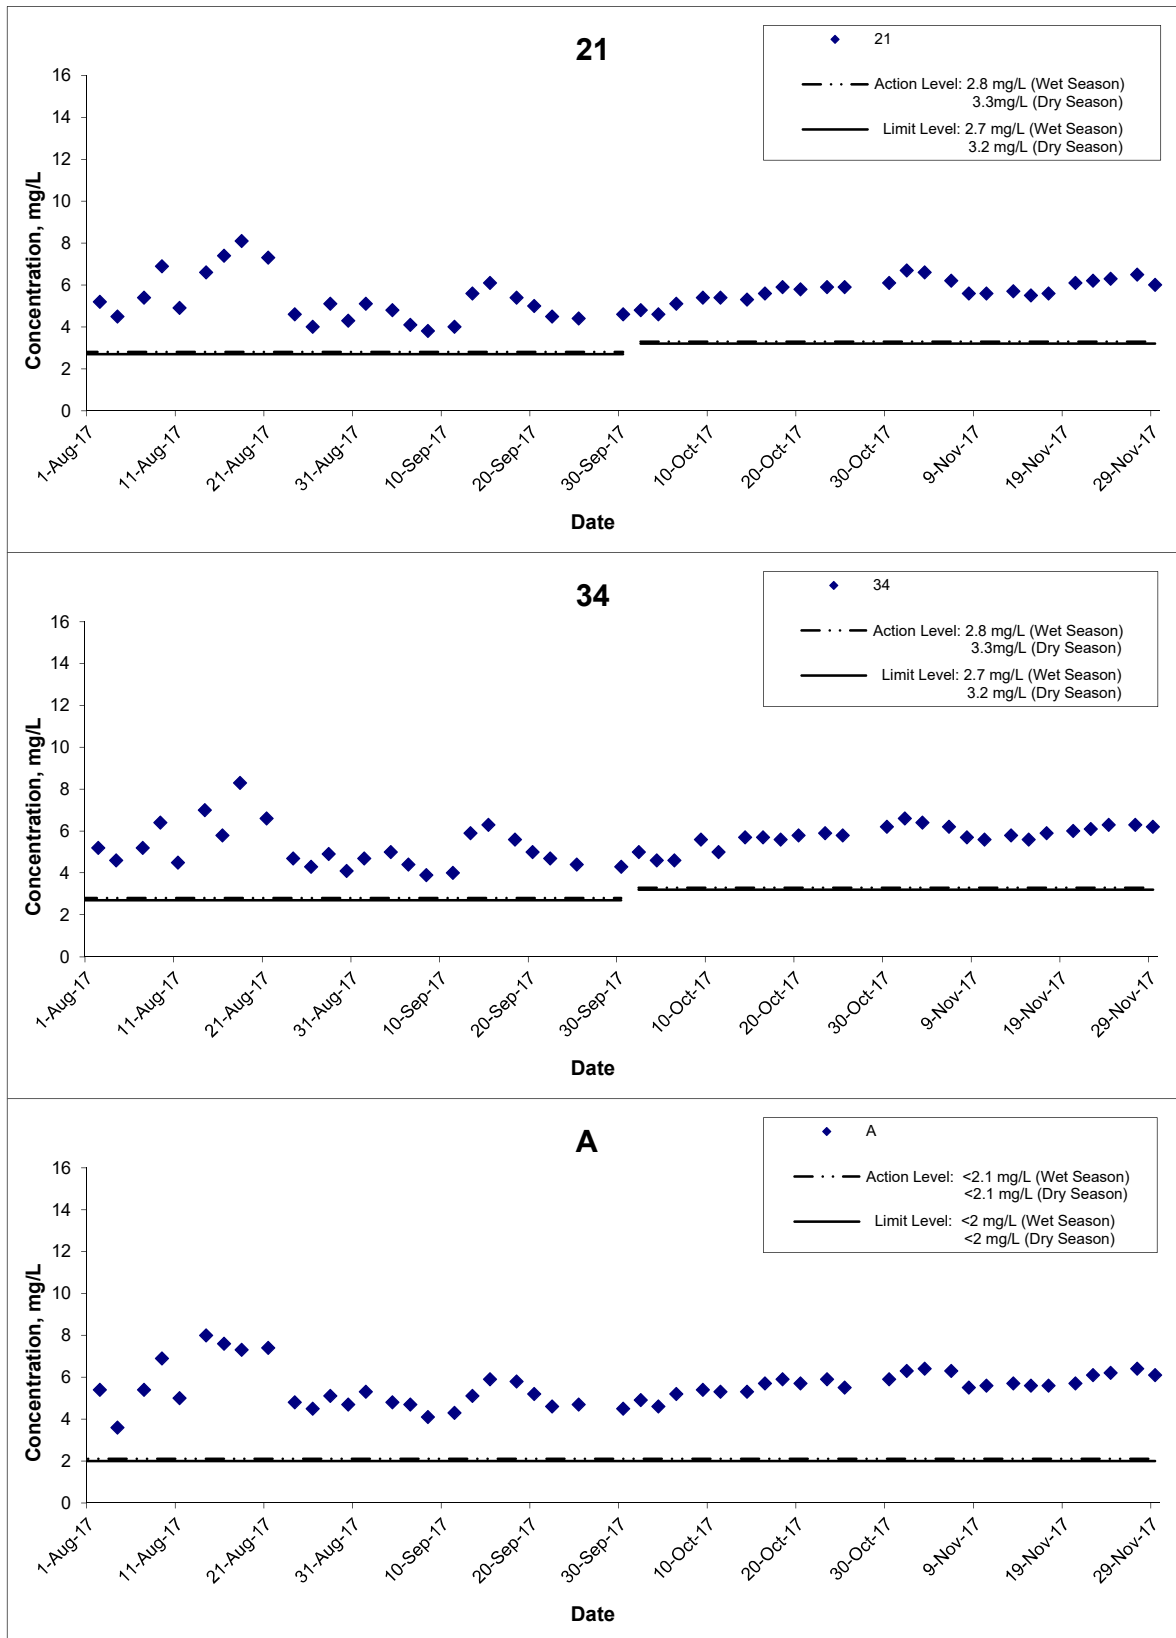 21
21
Action Level: 2.8 mg/L (Wet Season)
3.3mg/L (Dry Season)
Limit Level: 2.7 mg/L (Wet Season)
3.2 mg/L (Dry Season)
Concentration, mg/L
16
14
12
10
8
6
4
2
0
1-Aug-17
11-Aug-17
21-Aug-17
31-Aug-17
10-Sep-17
20-Sep-17
30-Sep-17
10-Oct-17
20-Oct-17
30-Oct-17
9-Nov-17
19-Nov-17
29-Nov-17
Date
34
34
Action Level: 2.8 mg/L (Wet Season)
3.3mg/L (Dry Season)
Limit Level: 2.7 mg/L (Wet Season)
3.2 mg/L (Dry Season)
Concentration, mg/L
16
14
12
10
8
6
4
2
0
1-Aug-17
11-Aug-17
21-Aug-17
31-Aug-17
10-Sep-17
20-Sep-17
30-Sep-17
10-Oct-17
20-Oct-17
30-Oct-17
9-Nov-17
19-Nov-17
29-Nov-17
Date
A
A
Action Level: <2.1 mg/L (Wet Season)
<2.1 mg/L (Dry Season)
Limit Level: <2 mg/L (Wet Season)
<2 mg/L (Dry Season)
Concentration, mg/L
16
14
12
10
8
6
4
2
0
1-Aug-17
11-Aug-17
21-Aug-17
31-Aug-17
10-Sep-17
20-Sep-17
30-Sep-17
10-Oct-17
20-Oct-17
30-Oct-17
9-Nov-17
19-Nov-17
29-Nov-17
Date